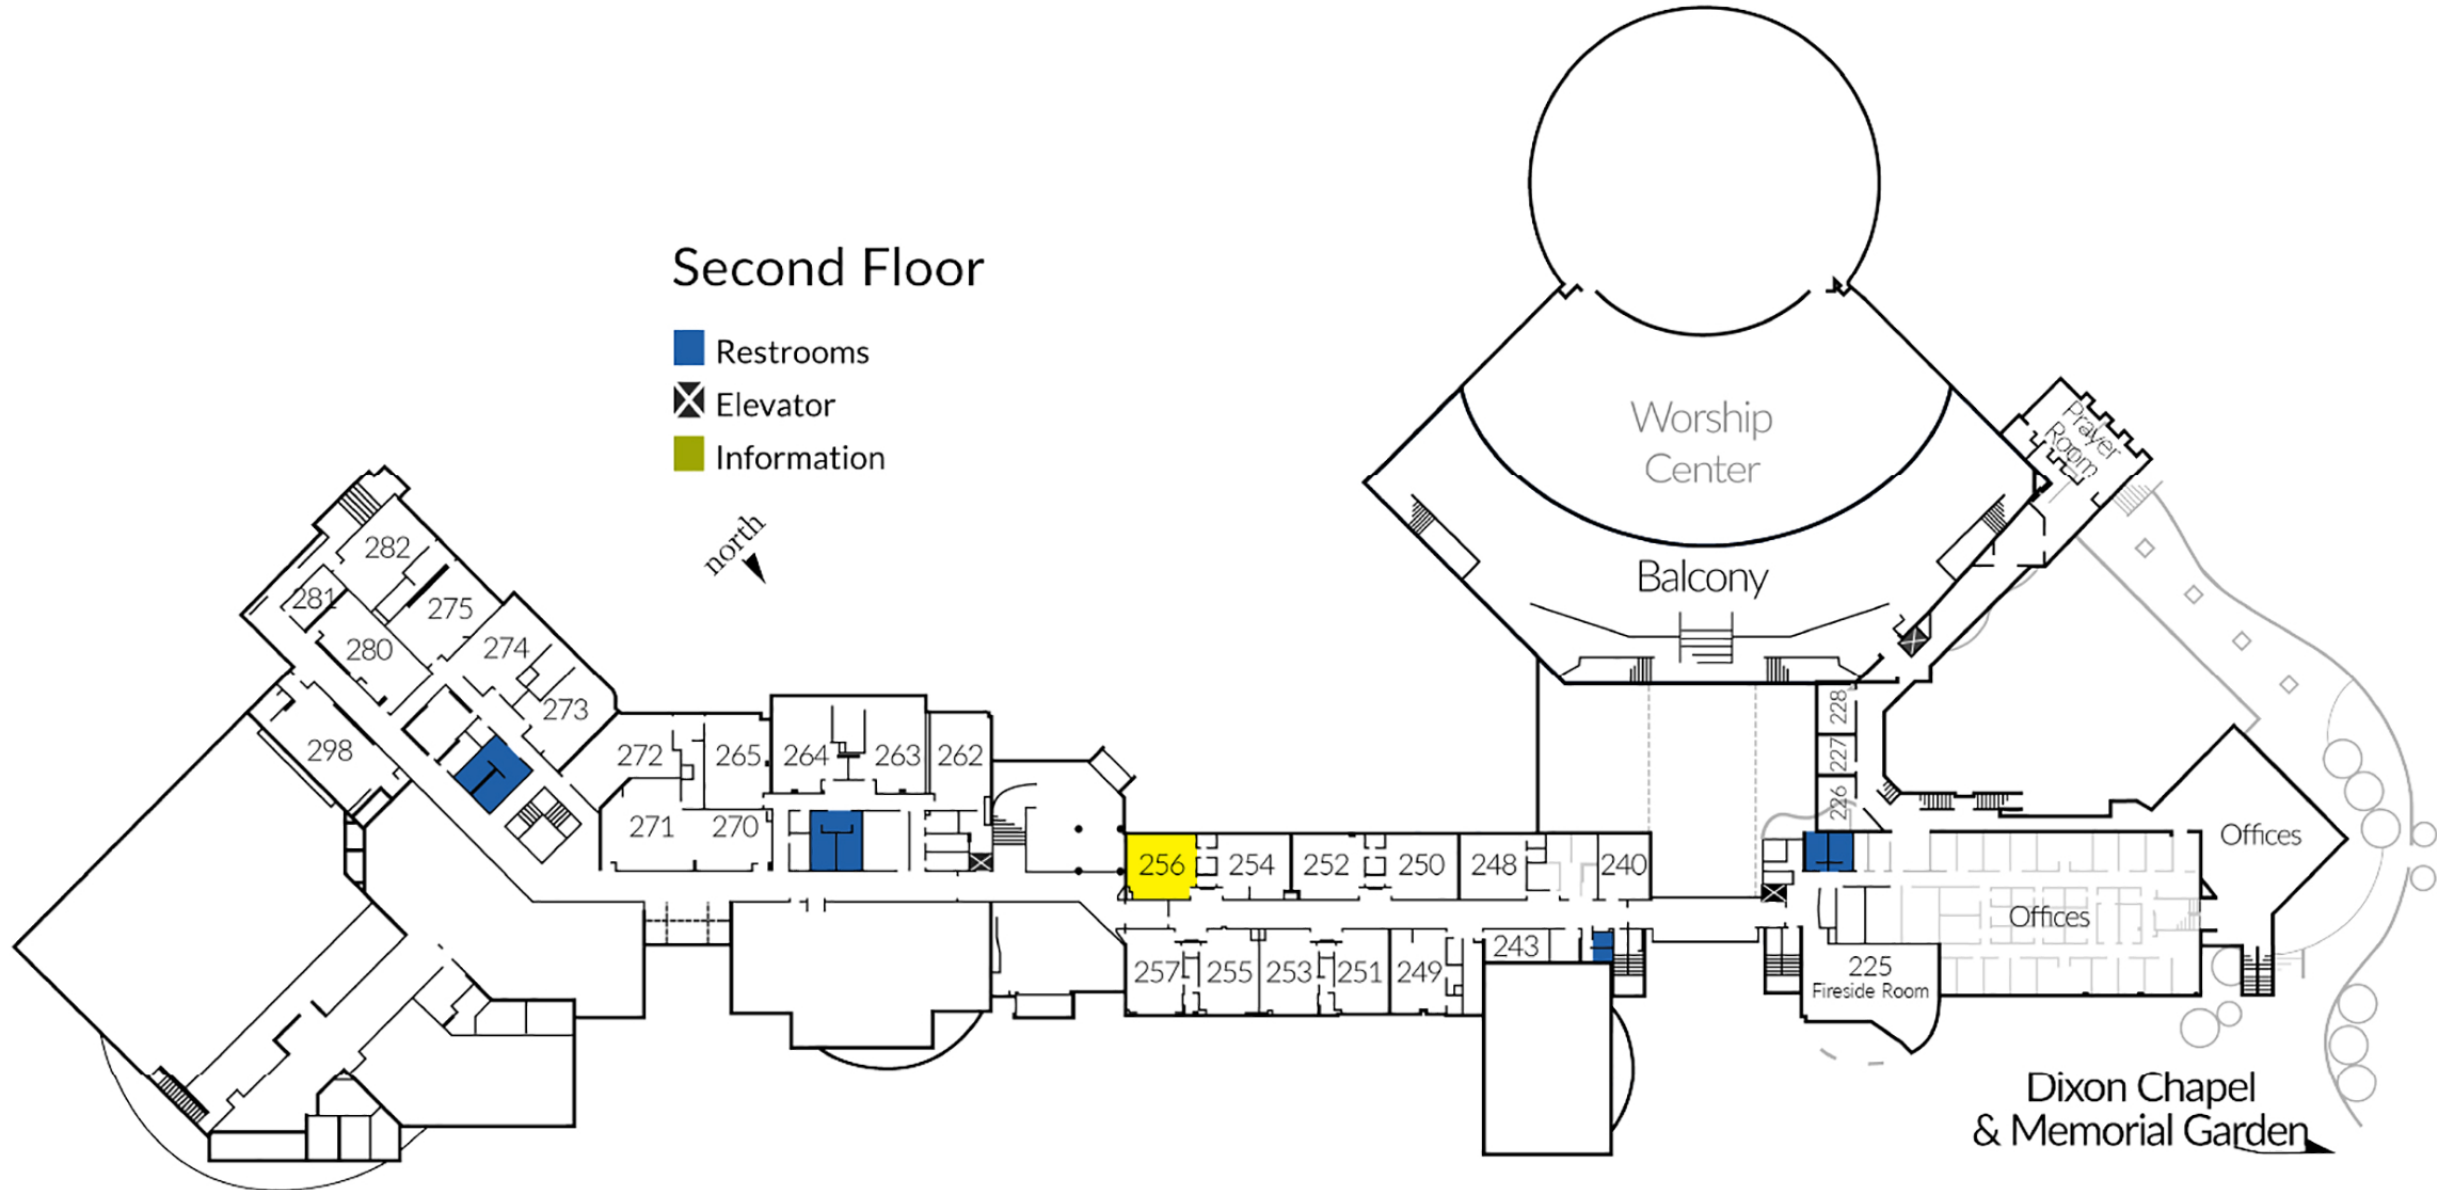 Second Floor
Restrooms
Elevator
Information
north
Worship
Center
Balcony
Prayer
Room
282
281
275
280
274
273
298
272
265
264
263
262
271
270
256
254
252
250
248
240
228
227
226
Offices
Offices
257
255
253
251
249
243
225
Fireside Room
Dixon Chapel
& Memorial Garden